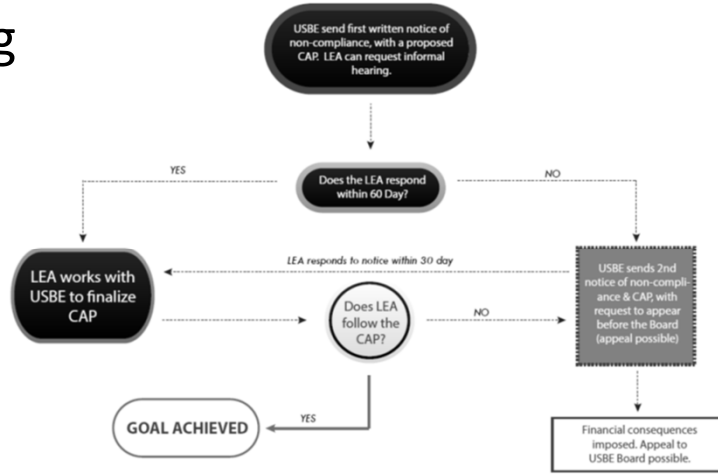 g
USBE send first written notice of
non-compliance, with a proposed
CAP. LEA can request informal
hearing.
Does the LEA respond
within 60 Day?
YES
NO
LEA works with
USBE to finalize
CAP
LEA responds to notice within 30 day
USBE sends 2nd
notice of non-compli-
ance & CAP, with
request to appear
before the Board
(appeal possible)
Does LEA
follow the
CAP?
NO
YES
GOAL ACHIEVED
Financial consequences
imposed. Appeal to
USBE Board possible.